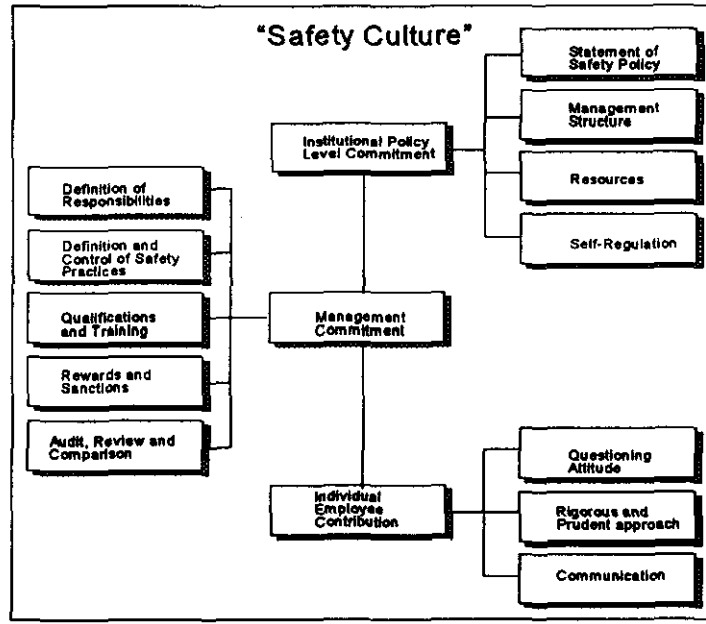 “Safety Culture”
Statement of
Safety Policy
Management
Structure
Institutional Policy
Level Commitment
Resources
Self-Regulation
Definition of
Responsibilities
Definition and
Control of Safety
Practices
Qualifications
and Training
Management
Commitment
Rewards and
Sanctions
Audit, Review and
Comparison
Individual
Employee
Contribution
Questioning
Attitude
Rigorous and
Prudent approach
Communication